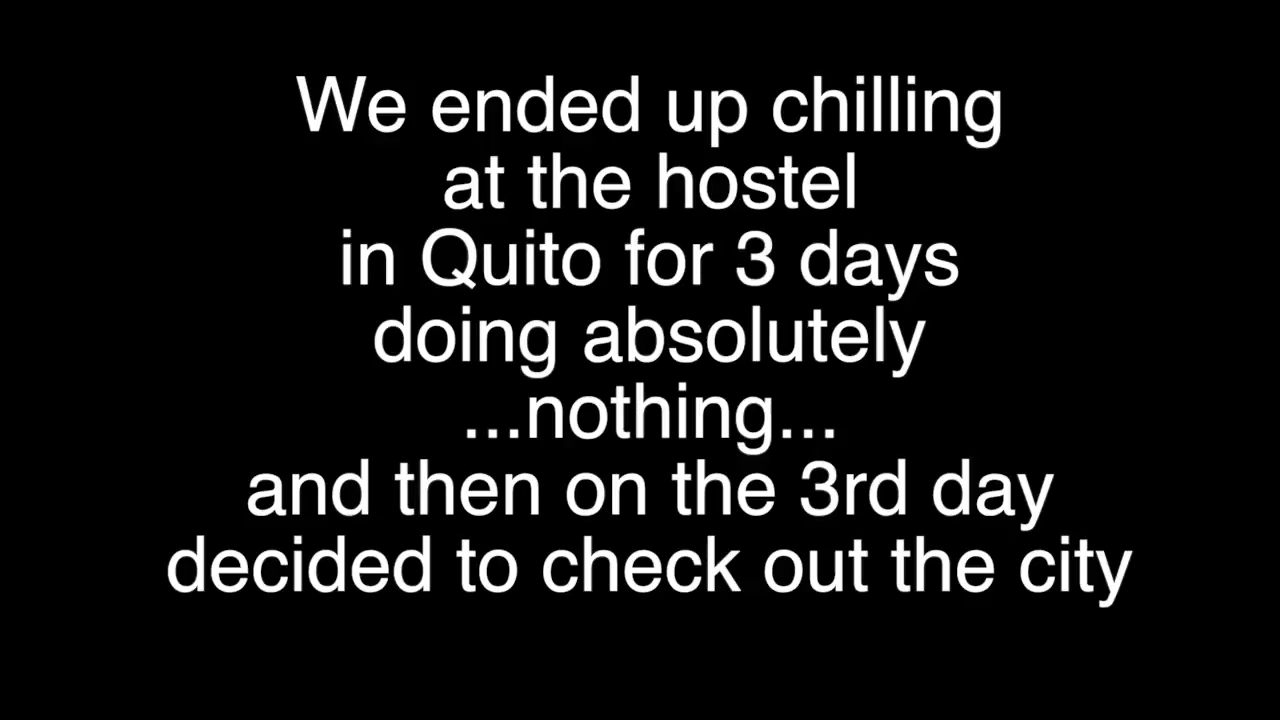 We ended up chilling
at the hostel
in Quito for 3 days
doing absolutely
...nothing...
and then on the 3rd day
decided to check out the city